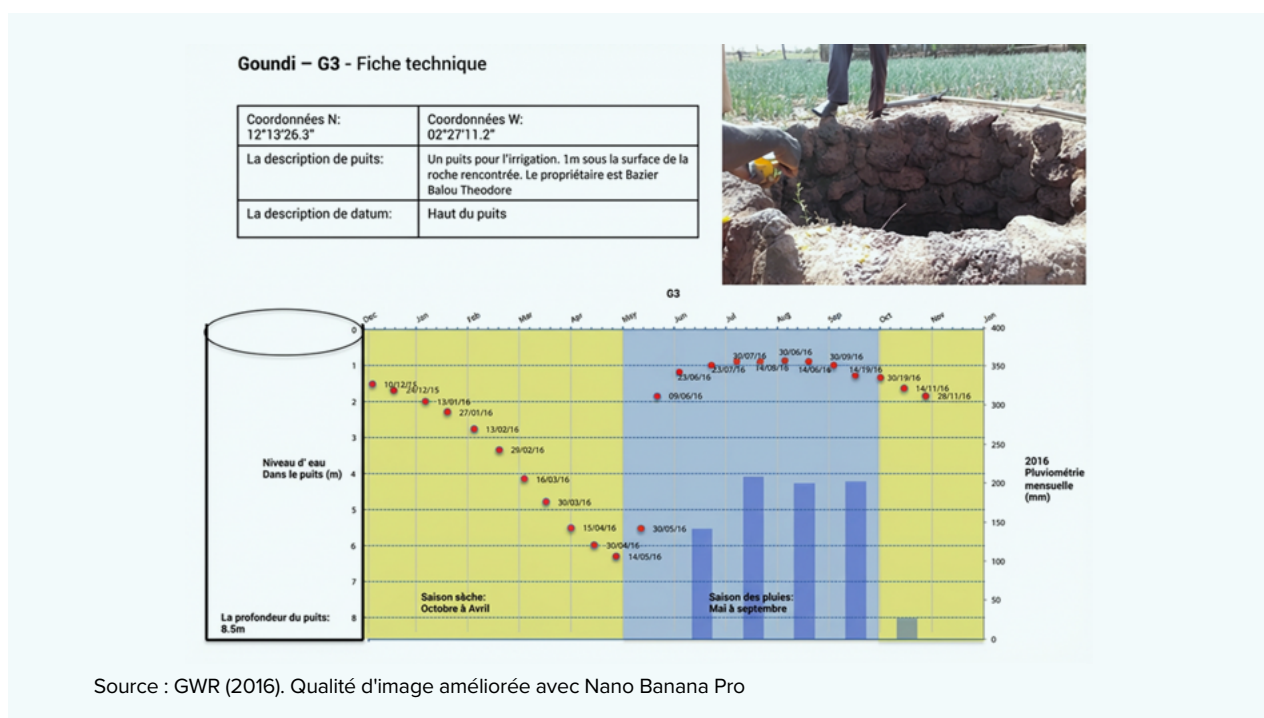 Goundi – G3 - Fiche technique
Coordonnées N:
12°13'26.3"
Coordonnées W:
02°27'11.2"
La description de puits:
Un puits pour l'irrigation. 1m sous la surface de la
roche rencontrée. Le propriétaire est Bazier
Balou Theodore
La description de datum:
Haut du puits
G3
Dec Jan Feb Mar Apr May Jun Jul Aug Sep Oct Nov Jon
0
1
2
3
4
5
6
7
8
Niveau d' eau
Dans le puits (m)
La profondeur du puits:
8.5m
10/12/15
24/12/15
13/01/16
27/01/16
13/02/16
29/02/16
16/03/16
30/03/16
15/04/16
30/04/16
14/05/16
30/05/16
09/06/16
23/06/16
23/07/16
30/07/16
14/08/16
30/06/16
14/06/16
30/09/16
14/19/16
30/19/16
14/11/16
28/11/16
Saison sèche:
Octobre à Avril
Saison des pluies:
Mai à septembre
400
350
300
250
200
150
100
50
0
2016
Pluviométrie
mensuelle
(mm)
Source : GWR (2016). Qualité d'image améliorée avec Nano Banana Pro